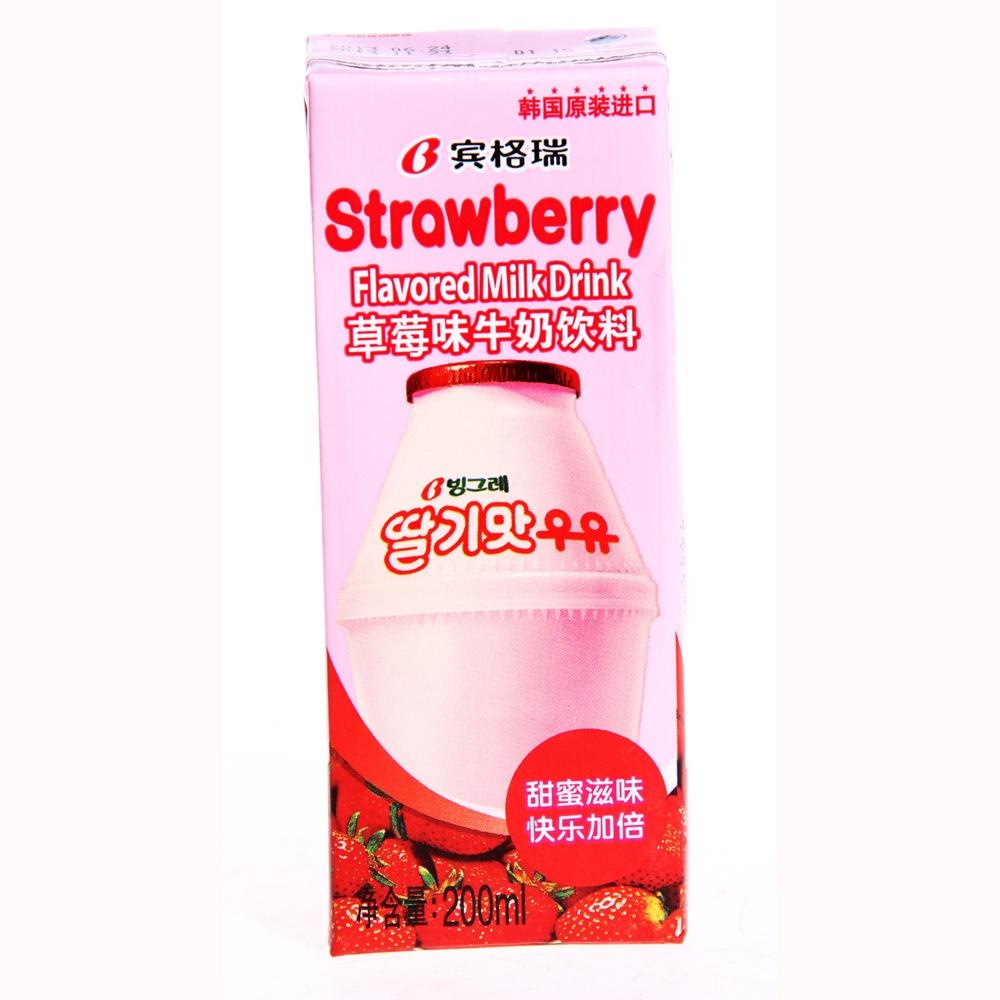 韩国原装进口
宾格瑞
Strawberry
Flavored Milk Drink
草莓味牛奶饮料
빙그레
딸기맛우유
甜蜜滋味
快乐加倍
净含量:200ml